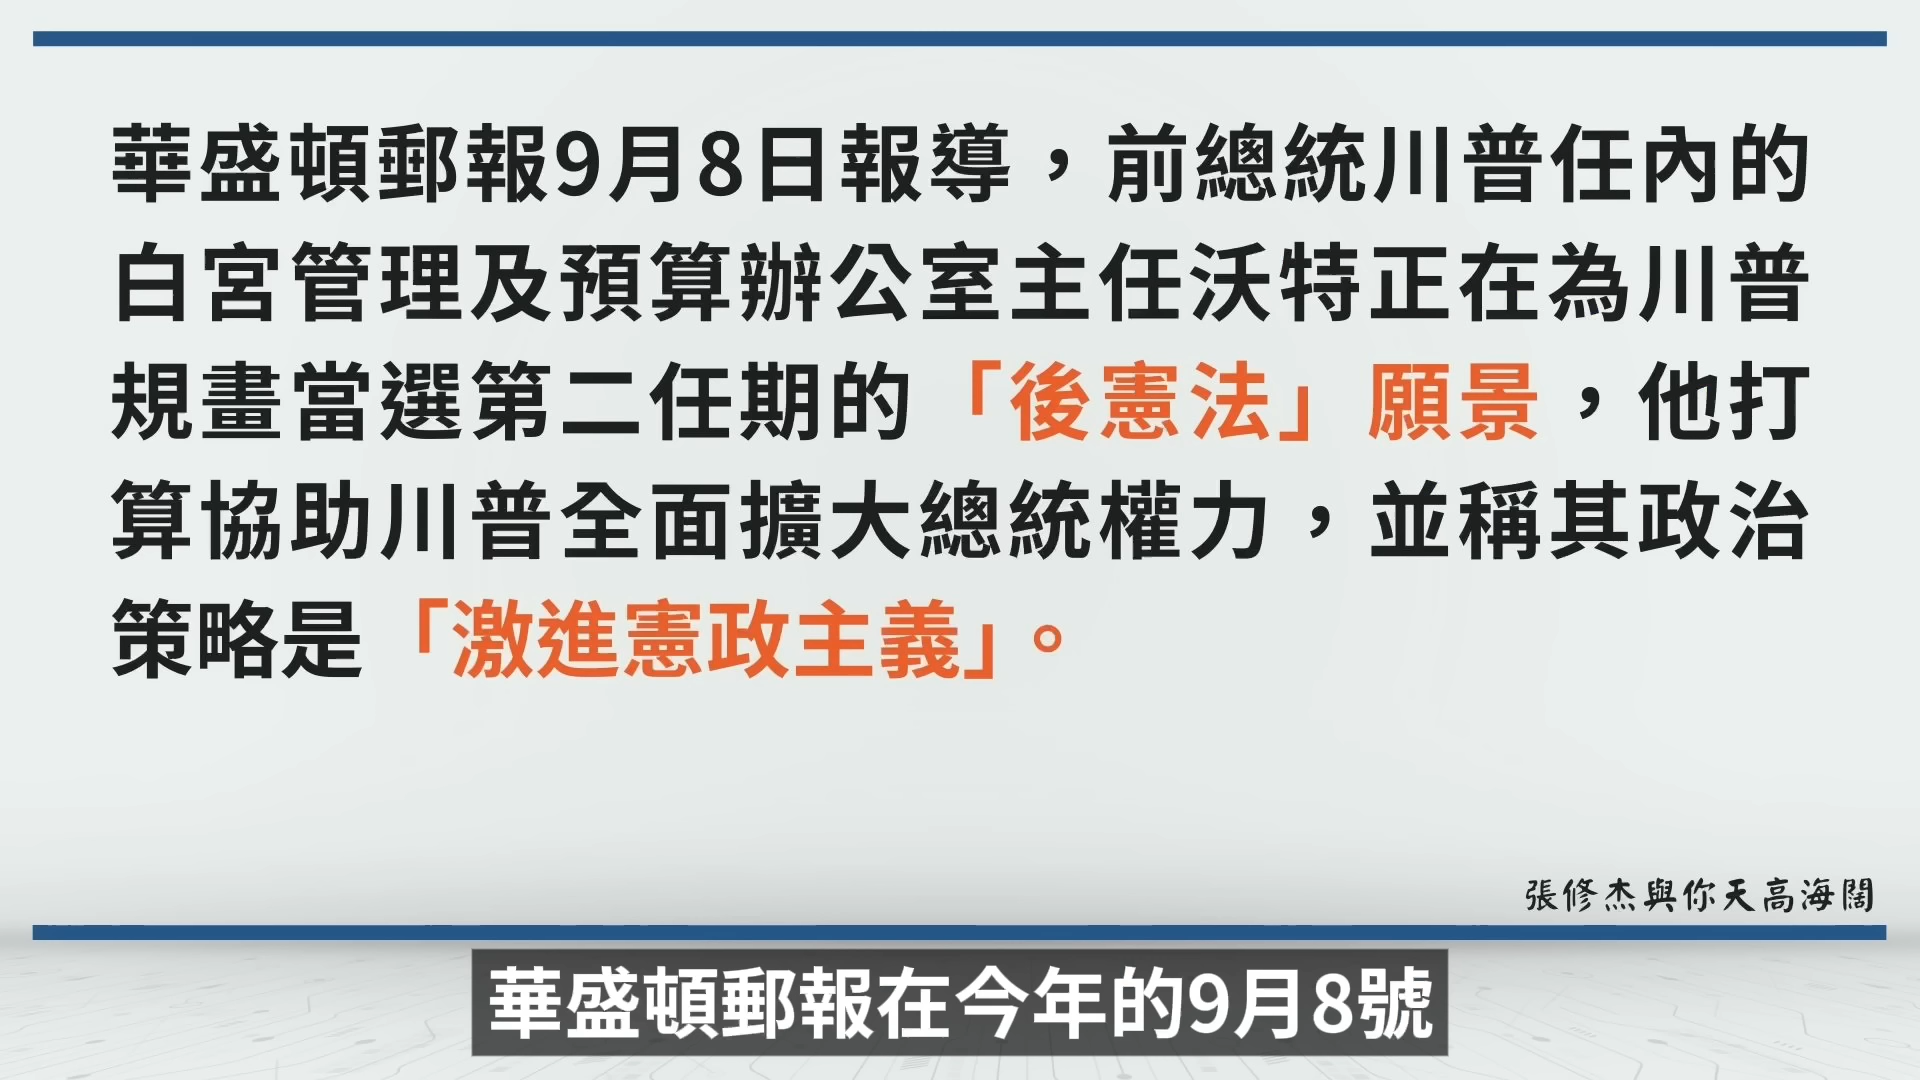 華盛頓郵報9月8日報導，前總統川普任內的
白宮管理及預算辦公室主任沃特正在為川普
規畫當選第二任期的「後憲法」願景，他打
算協助川普全面擴大總統權力，並稱其政治
策略是「激進憲政主義」。
張修杰與你天高海闊
華盛頓郵報在今年的9月8號